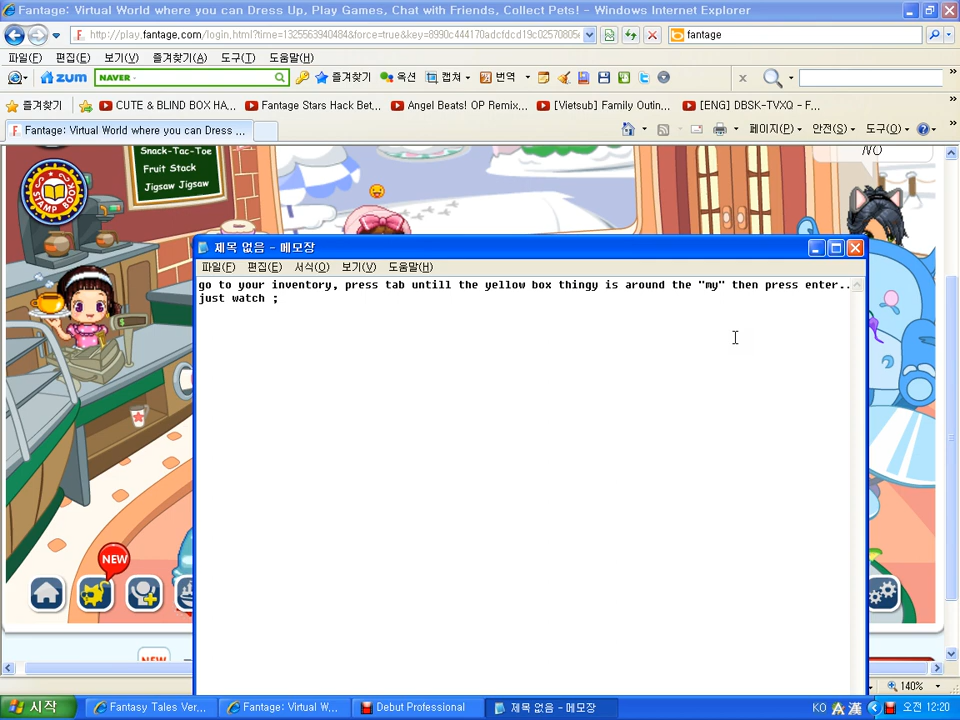 Fantage: Virtual World where you can Dress Up, Play Games, Chat with Friends, Collect Pets! - Windows Internet Explorer
http://play.fantage.com/login.html?time=1325563940484&force=true&key=8990c444170adcfdcd19c02570805
fantage
파일(F) 편집(E) 보기(V) 즐겨찾기(A) 도구(T) 도움말(H)
zum NAVER 즐겨찾기 옥션 캡쳐 번역
즐겨찾기 CUTE & BLIND BOX HA... Fantage Stars Hack Bet... Angel Beats! OP Remix... [Vietsub] Family Outin... [ENG] DBSK-TVXQ - F...
Fantage: Virtual World where you can Dress ... 페이지(P) 안전(S) 도구(O)
NO
Snack-Tac-Toe
Fruit Stack
Jigsaw Jigsaw
STAMP BOOK
제목 없음 - 메모장
파일(F) 편집(E) 서식(O) 보기(V) 도움말(H)
go to your inventory, press tab untill the yellow box thingy is around the "my" then press enter..
just watch ;
NEW
NEW
140%
시작 Fantasy Tales Ver... Fantage: Virtual W... Debut Professional 제목 없음 - 메모장 KO A 漢 오전 12:20